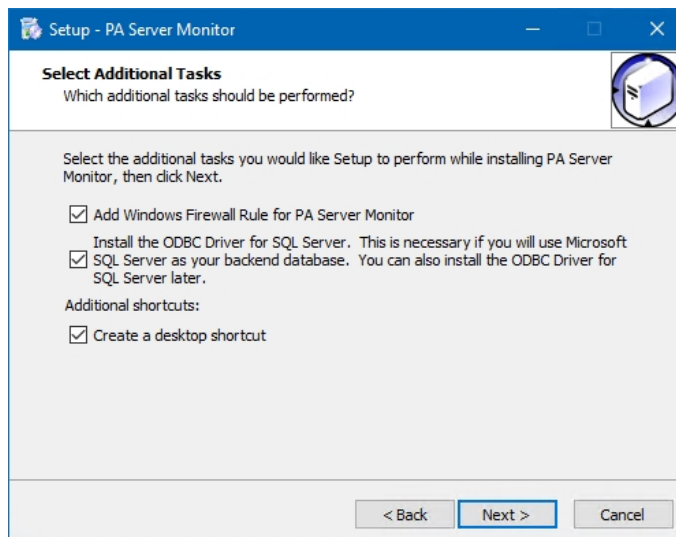 Setup - PA Server Monitor
Select Additional Tasks
Which additional tasks should be performed?
Select the additional tasks you would like Setup to perform while installing PA Server
Monitor, then click Next.
Add Windows Firewall Rule for PA Server Monitor
Install the ODBC Driver for SQL Server.  This is necessary if you will use Microsoft
SQL Server as your backend database.  You can also install the ODBC Driver for
SQL Server later.
Additional shortcuts:
Create a desktop shortcut
< Back
Next >
Cancel